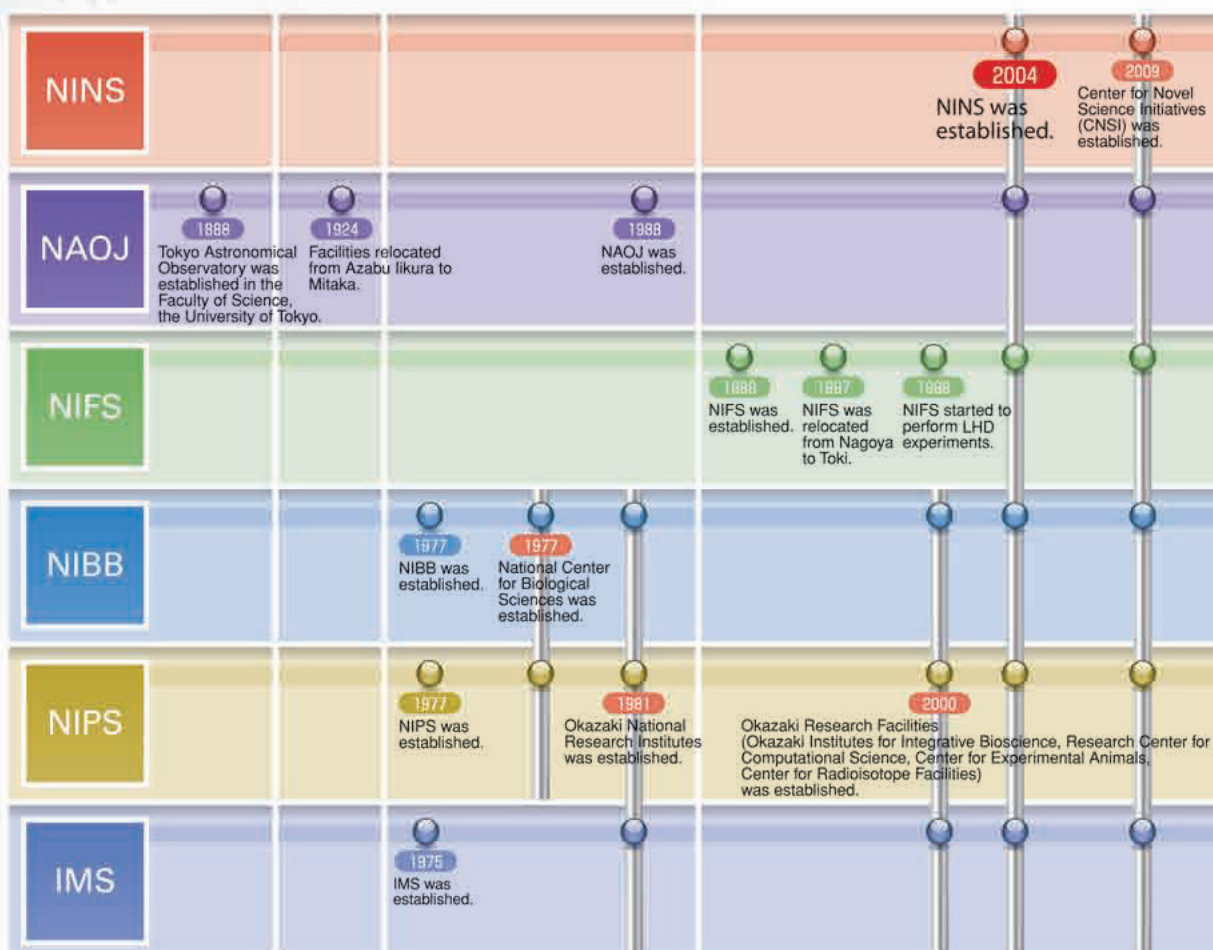 NINS
2004
NINS was
established.
2009
Center for Novel
Science Initiatives
(CNSI) was
established.
NAOJ
1888
Tokyo Astronomical
Observatory was
established in the
Faculty of Science,
the University of Tokyo.
1924
Facilities relocated
from Azabu Iikura to
Mitaka.
1988
NAOJ was
established.
NIFS
NIFS was
established.
NIFS was
relocated
from Nagoya
to Toki.
NIFS started to
perform LHD
experiments.
NIBB
1977
NIBB was
established.
1977
National Center
for Biological
Sciences was
established.
NIPS
1977
NIPS was
established.
1981
Okazaki National
Research Institutes
was established.
2000
Okazaki Research Facilities
(Okazaki Institutes for Integrative Bioscience, Research Center for
Computational Science, Center for Experimental Animals,
Center for Radioisotope Facilities)
was established.
IMS
1975
IMS was
established.